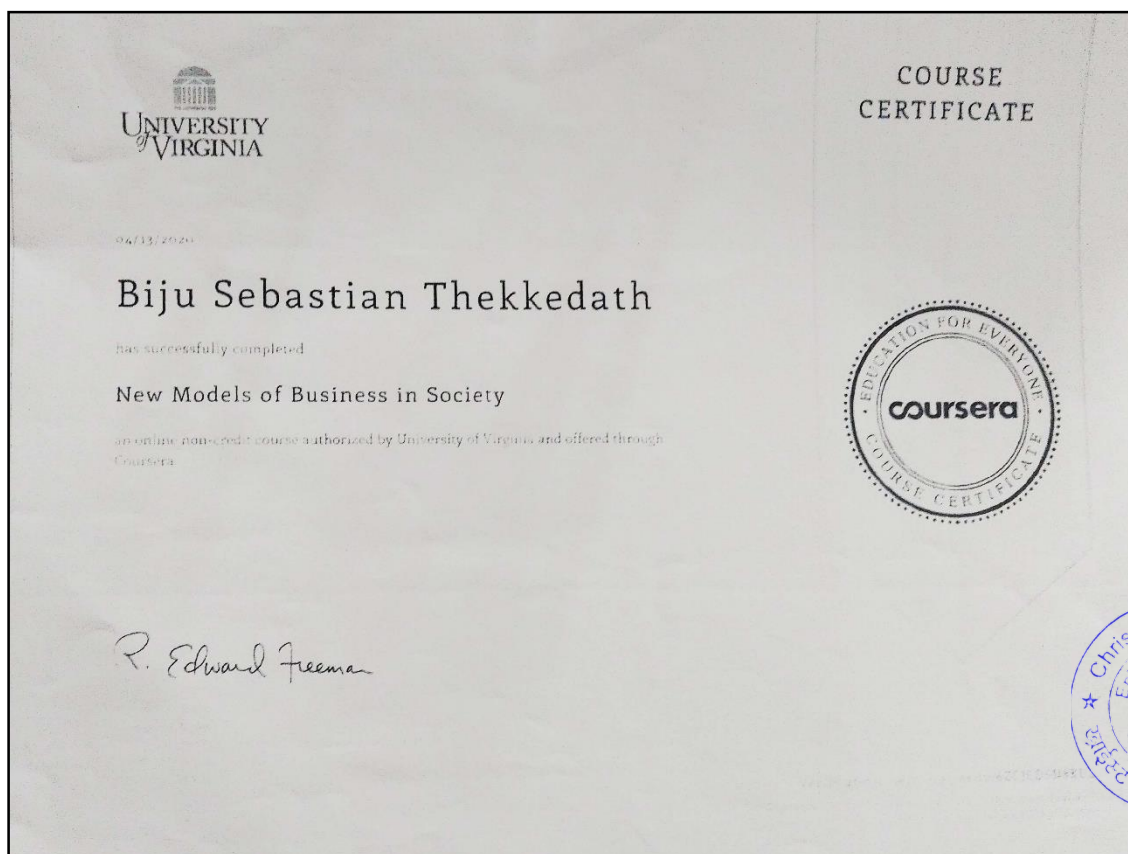 UNIVERSITY
of VIRGINIA
COURSE
CERTIFICATE
04/13/2020
Biju Sebastian Thekkedath
has successfully completed
New Models of Business in Society
an online non-credit course authorized by University of Virginia and offered through
Coursera
EDUCATION FOR EVERYONE
coursera
COURSE CERTIFICATE
R. Edward Freeman